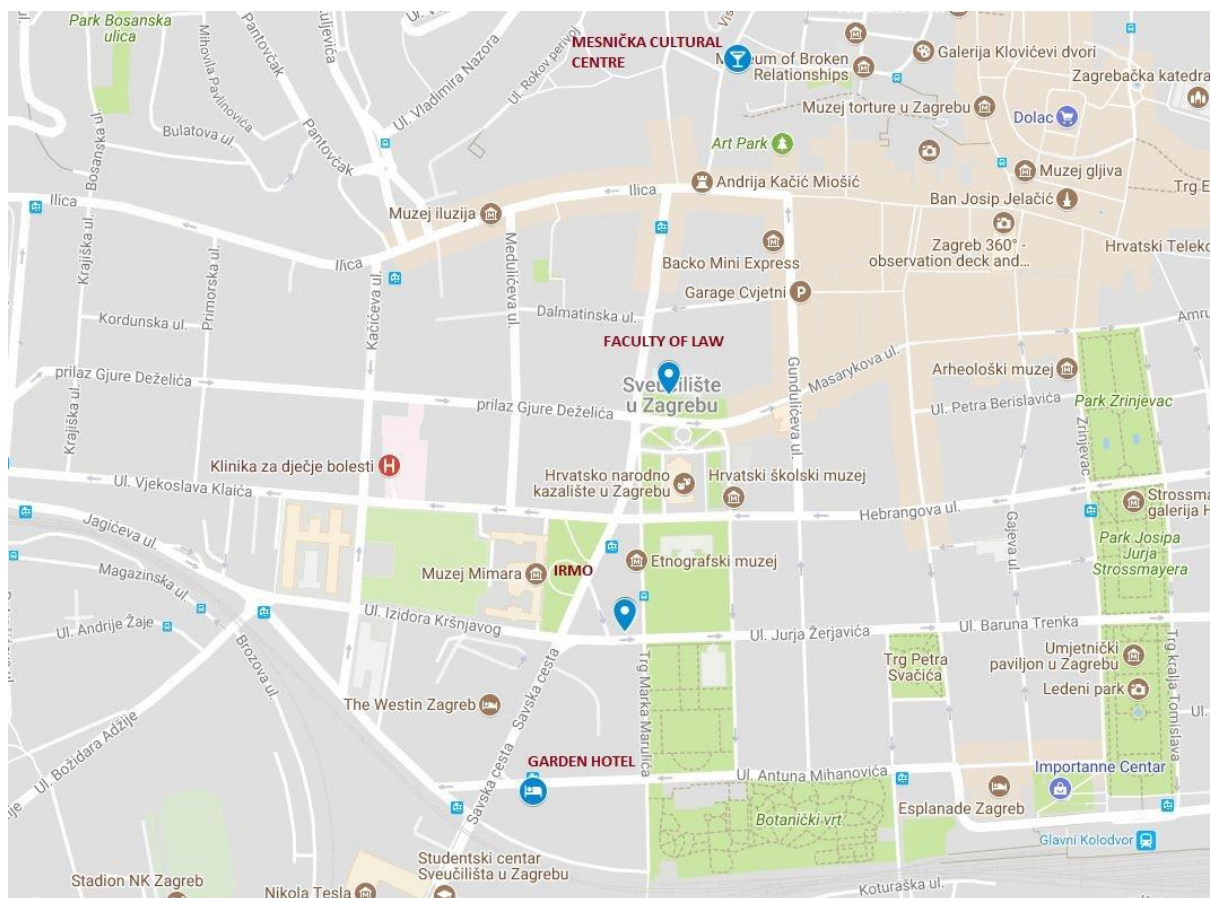 Park Bosanska
ulica
Mihovila Pavlinovića
Pantovčak
Bulatova ul.
Pantovčak
Ul. Vladimira Nazora
Ul. Rokov perivoj
MESNIČKA CULTURAL
CENTRE
Museum of Broken
Relationships
Galerija Klovićevi dvori
Zagrebačka katedra
Muzej torture u Zagrebu
Dolac
Art Park
Muzej gljiva
Trg E
Bosanska ul.
Andrija Kačić Miošić
Ilica
Ban Josip Jelačić
Ilica
Muzej iluzija
Zagreb 360° -
observation deck and...
Hrvatski Teleko
Krajiška ul.
Primorska ul.
Ilica
Medulićeva ul.
Backo Mini Express
Garage Cvjetni
Kordunska ul.
Kačićeva ul.
Dalmatinska ul.
Amru
FACULTY OF LAW
Gundulićeva ul.
Masarykova ul.
Arheološki muzej
prilaz Gjure Deželića
prilaz Gjure Deželića
Sveučilište
u Zagrebu
Ul. Petra Berislavića
Park Zrinjevac
Zrinjevac
Krajiška ul.
Klinika za dječje bolesti
Hrvatsko narodno
kazalište u Zagrebu
Hrvatski školski muzej
Ul. Vjekoslava Klaića
Hebrangova ul.
Strossma
galerija H
Jagićeva ul.
Gajeva ul.
Park Josipa
Jurja
Strossmayera
Magazinska ul.
Muzej Mimara
IRMO
Etnografski muzej
Ul. Andrije Žaje
Ul. Izidora Kršnjavog
Ul. Jurja Žerjavića
Ul. Baruna Trenka
Brozova ul.
Trg Petra
Svačića
Umjetnički
paviljon u Zagrebu
Ledeni park
The Westin Zagreb
Savska cesta
Trg Marka Marulića
Trg kralja Tomislava
Ul.
Ul. Božidara Adžije
GARDEN HOTEL
Savska cesta
Ul. Antuna Mihanovića
Importanne Centar
Esplanade Zagreb
Botanički vrt
Glavni Kolodvor
Studentski centar
Sveučilišta u Zagrebu
Stadion NK Zagreb
Nikola Tesla
Koturaška ul.